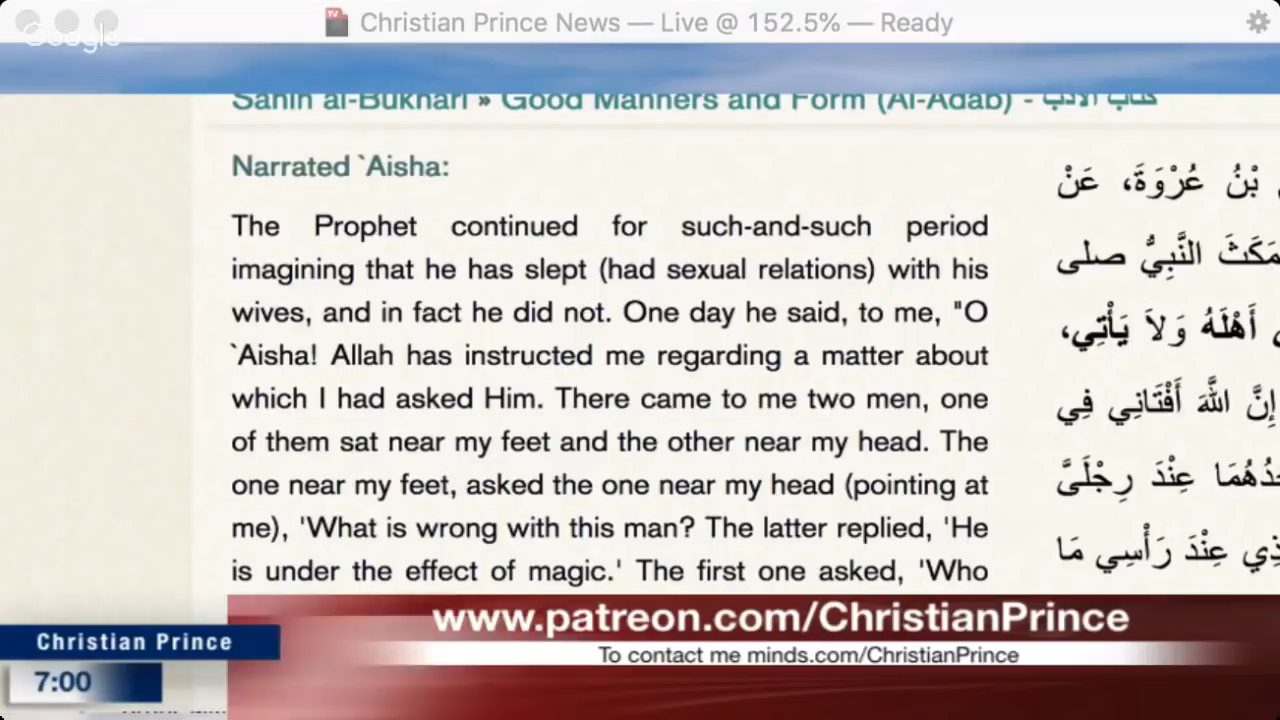 Christian Prince News — Live @ 152.5% — Ready
Google
Sahih al-Bukhari » Good Manners and Form (Al-Adab) - كتاب الأدب
Narrated `Aisha:
The Prophet continued for such-and-such period
imagining that he has slept (had sexual relations) with his
wives, and in fact he did not. One day he said, to me, "O
`Aisha! Allah has instructed me regarding a matter about
which I had asked Him. There came to me two men, one
of them sat near my feet and the other near my head. The
one near my feet, asked the one near my head (pointing at
me), 'What is wrong with this man? The latter replied, 'He
is under the effect of magic.' The first one asked, 'Who
بْنُ عُرْوَةَ، عَنْ
مَكَثَ النَّبِيُّ صلى
أَهْلَهُ وَلاَ يَأْتِي،
إِنَّ اللَّهَ أَفْتَانِي فِي
عِنْدَ رِجْلَىَّ
عِنْدَ رَأْسِي مَا
www.patreon.com/ChristianPrince
To contact me minds.com/ChristianPrince
Christian Prince
7:00